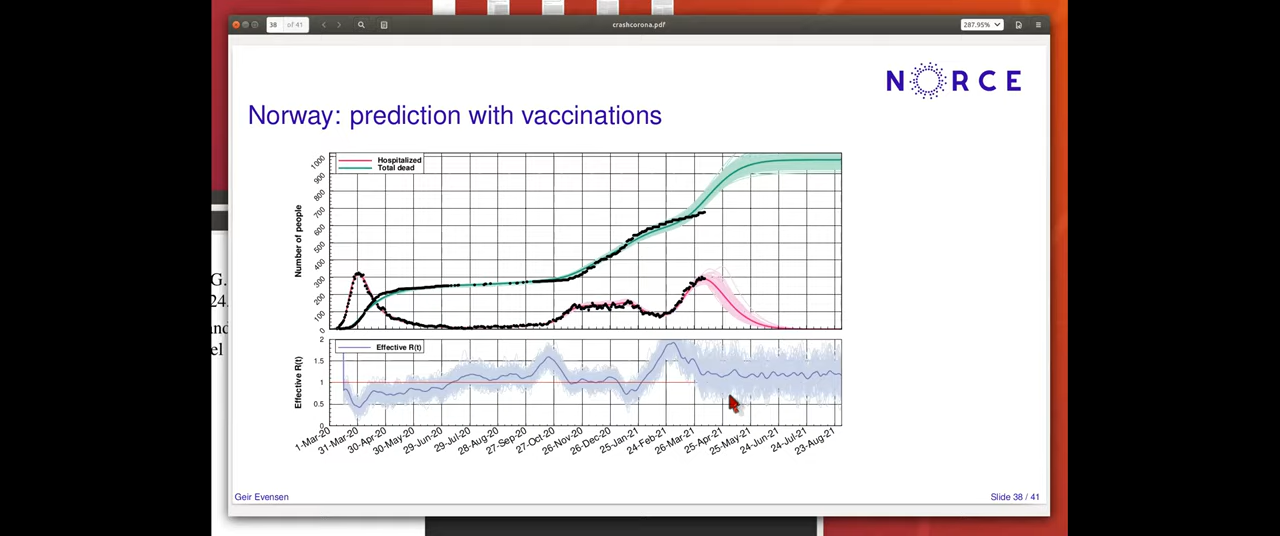 38 of 41
crashcorona.pdf
287.95%
NORCE
Norway: prediction with vaccinations
Hospitalized
Total dead
Number of people
1000
900
800
700
600
500
400
300
200
100
0
G.
24
and
el
Effective R(t)
Effective R(t)
2
1.5
1
0.5
0
1-Mar-20
31-Mar-20
30-Apr-20
30-May-20
29-Jun-20
29-Jul-20
28-Aug-20
27-Sep-20
27-Oct-20
26-Nov-20
26-Dec-20
25-Jan-21
24-Feb-21
26-Mar-21
25-Apr-21
25-May-21
24-Jun-21
24-Jul-21
23-Aug-21
Geir Evensen
Slide 38 / 41